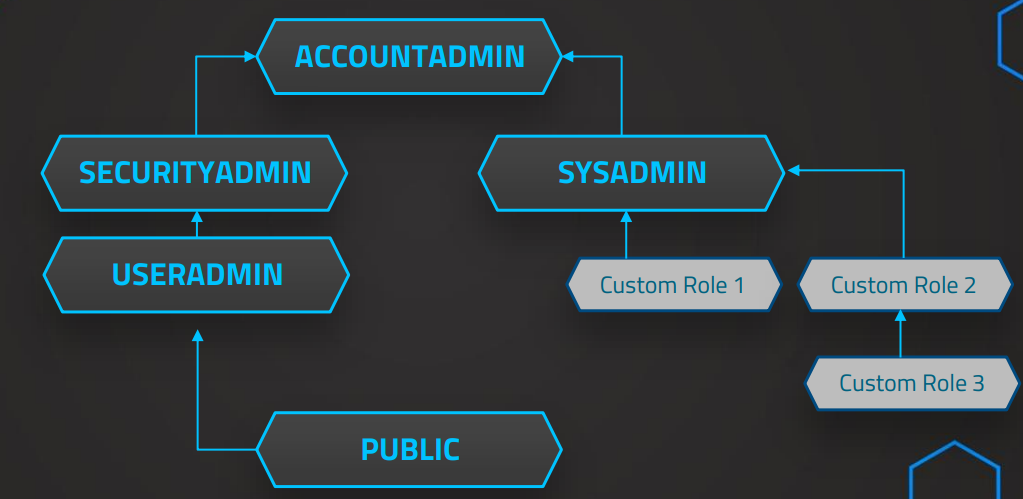 ACCOUNTADMIN
SECURITYADMIN
SYSADMIN
USERADMIN
Custom Role 1
Custom Role 2
Custom Role 3
PUBLIC